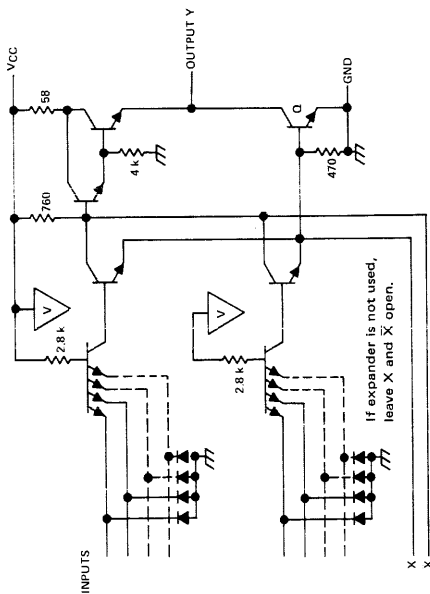 VCC
58
760
2.8 k
V
4 k
OUTPUT Y
INPUTS
2.8 k
V
Q
470
GND
If expander is not used,
leave X and X̅ open.
X
X